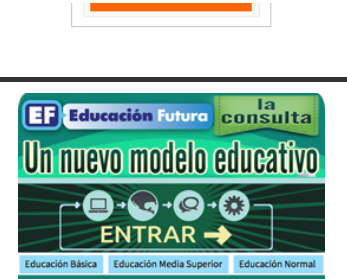 EF Educación Futura
la
consulta
Un nuevo modelo educativo
ENTRAR
Educación Básica Educación Media Superior Educación Normal